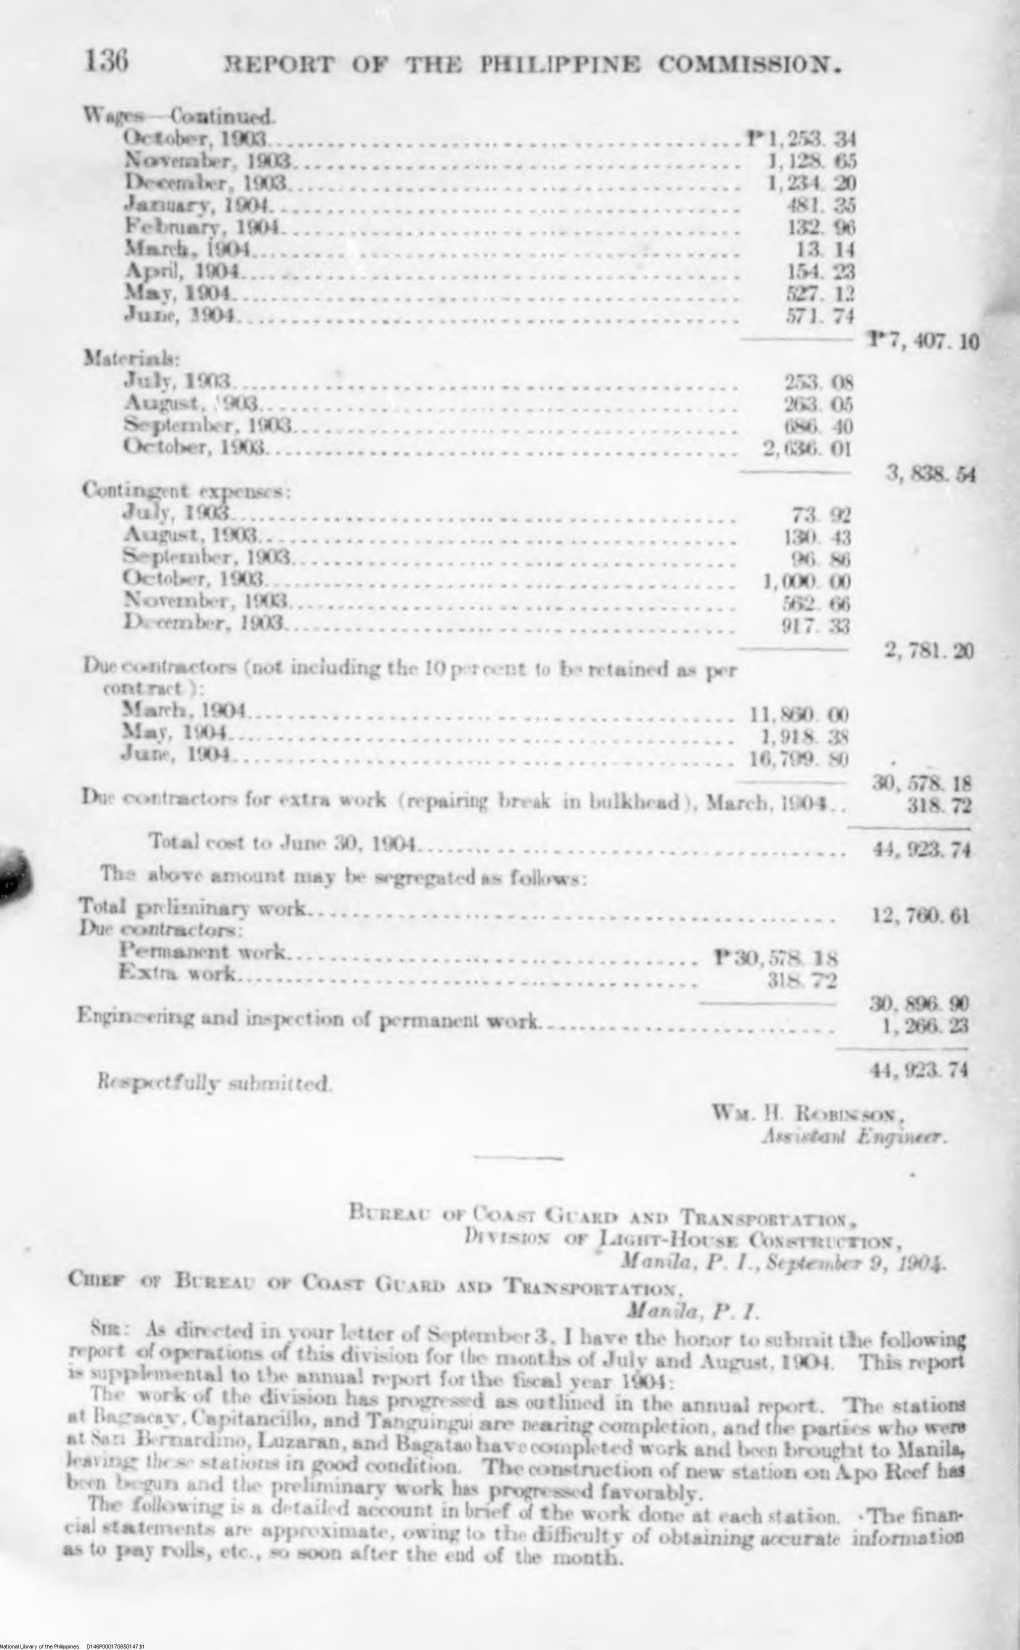 136 REPORT OF THE PHILIPPINE COMMISSION.
Wages—Continued.
October, 1903 ₱1,253.34
November, 1903 1,128.65
December, 1903 1,234.20
January, 1904 481.35
February, 1904 132.96
March, 1904 13.14
April, 1904 154.23
May, 1904 527.12
June, 1904 571.74
₱7,407.10
Materials:
July, 1903 253.08
August, 1903 263.05
September, 1903 686.40
October, 1903 2,636.01
3,838.54
Contingent expenses:
July, 1903 73.92
August, 1903 130.43
September, 1903 96.86
October, 1903 1,000.00
November, 1903 562.66
December, 1903 917.33
2,781.20
Due contractors (not including the 10 per cent to be retained as per
contract):
March, 1904 11,860.00
May, 1904 1,918.38
June, 1904 16,799.80
30,578.18
Due contractors for extra work (repairing break in bulkhead), March, 1904.. 318.72
Total cost to June 30, 1904 44,923.74
The above amount may be segregated as follows:
Total preliminary work 12,760.61
Due contractors:
Permanent work ₱30,578.18
Extra work 318.72
30,896.90
Engineering and inspection of permanent work 1,266.23
44,923.74
Respectfully submitted.
WM. H. ROBINSON,
Assistant Engineer.
BUREAU OF COAST GUARD AND TRANSPORTATION,
DIVISION OF LIGHT-HOUSE CONSTRUCTION,
Manila, P. I., September 9, 1904.
CHIEF OF BUREAU OF COAST GUARD AND TRANSPORTATION,
Manila, P. I.
SIR: As directed in your letter of September 3, I have the honor to submit the following
report of operations of this division for the months of July and August, 1904. This report
is supplemental to the annual report for the fiscal year 1904:
The work of the division has progressed as outlined in the annual report. The stations
at Bagacay, Capitancillo, and Tanguingui are nearing completion, and the parties who were
at San Bernardino, Luzaran, and Bagatao have completed work and been brought to Manila,
leaving these stations in good condition. The construction of new station on Apo Reef has
been begun and the preliminary work has progressed favorably.
The following is a detailed account in brief of the work done at each station. The finan-
cial statements are approximate, owing to the difficulty of obtaining accurate information
as to pay rolls, etc., so soon after the end of the month.
National Library of the Philippines